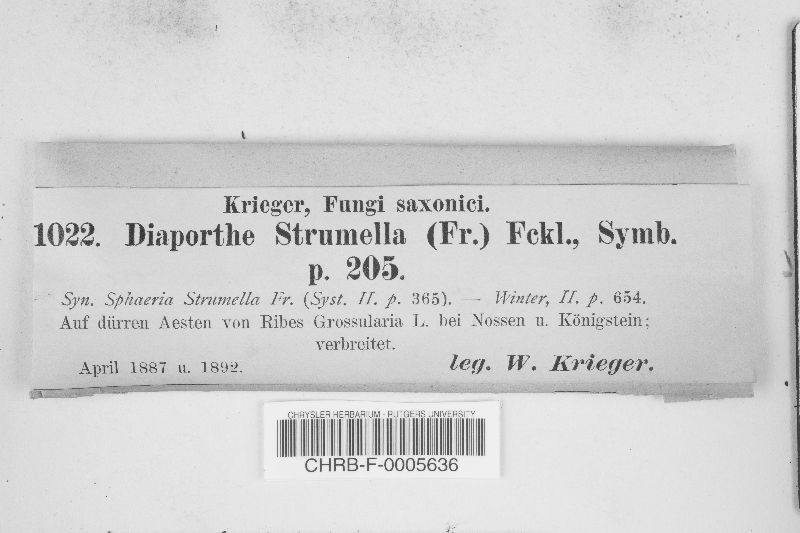 Krieger, Fungi saxonici.
1022. Diaporthe Strumella (Fr.) Fckl., Symb.
p. 205.
Syn. Sphaeria Strumella Fr. (Syst. II. p. 365). — Winter, II. p. 654.
Auf dürren Aesten von Ribes Grossularia L. bei Nossen u. Königstein;
verbreitet.
April 1887 u. 1892.
leg. W. Krieger.
CHRYSLER HERBARIUM - RUTGERS UNIVERSITY
CHRB-F-0005636